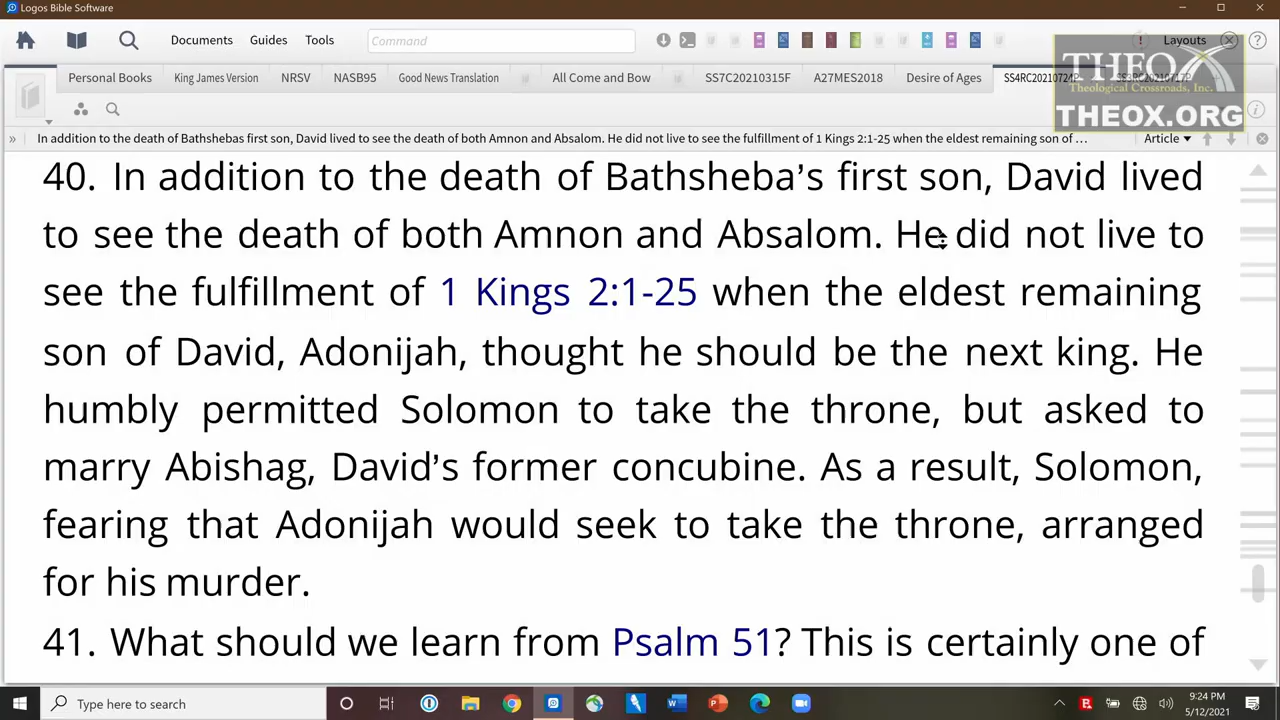 Logos Bible Software
Documents Guides Tools Command Layouts
THEOX
Theological Crossroads, Inc.
THEOX.ORG
Personal Books King James Version NRSV NASB95 Good News Translation All Come and Bow SS7C20210315F A27MES2018 Desire of Ages
In addition to the death of Bathshebas first son, David lived to see the death of both Amnon and Absalom. He did not live to see the fulfillment of 1 Kings 2:1-25 when the eldest remaining son of … Article
40. In addition to the death of Bathsheba's first son, David lived
to see the death of both Amnon and Absalom. He did not live to
see the fulfillment of 1 Kings 2:1-25 when the eldest remaining
son of David, Adonijah, thought he should be the next king. He
humbly permitted Solomon to take the throne, but asked to
marry Abishag, David's former concubine. As a result, Solomon,
fearing that Adonijah would seek to take the throne, arranged
for his murder.
41. What should we learn from Psalm 51? This is certainly one of
Type here to search
9:24 PM
5/12/2021